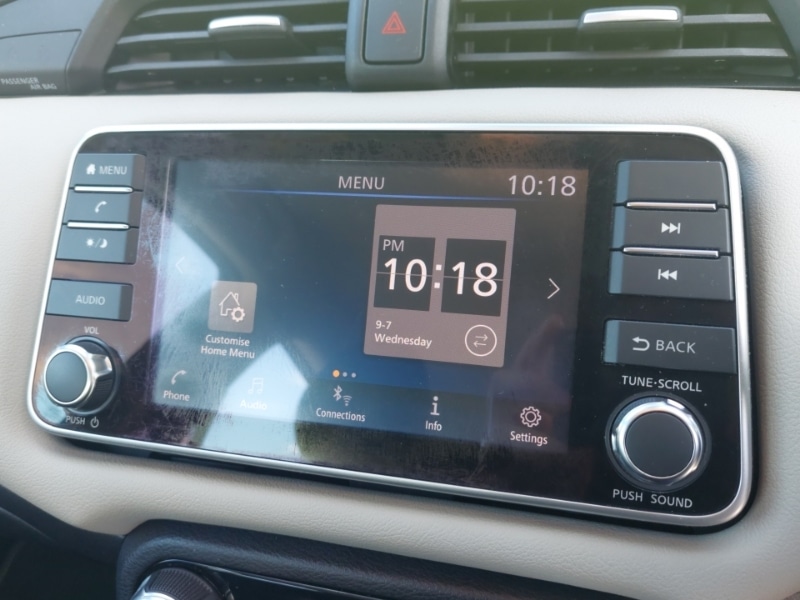 PASSENGER
AIR BAG
MENU
MENU
10:18
PM
10:18
9-7
Wednesday
AUDIO
Customise
Home Menu
BACK
VOL
Phone
Audio
Connections
Info
Settings
TUNE·SCROLL
PUSH
PUSH SOUND